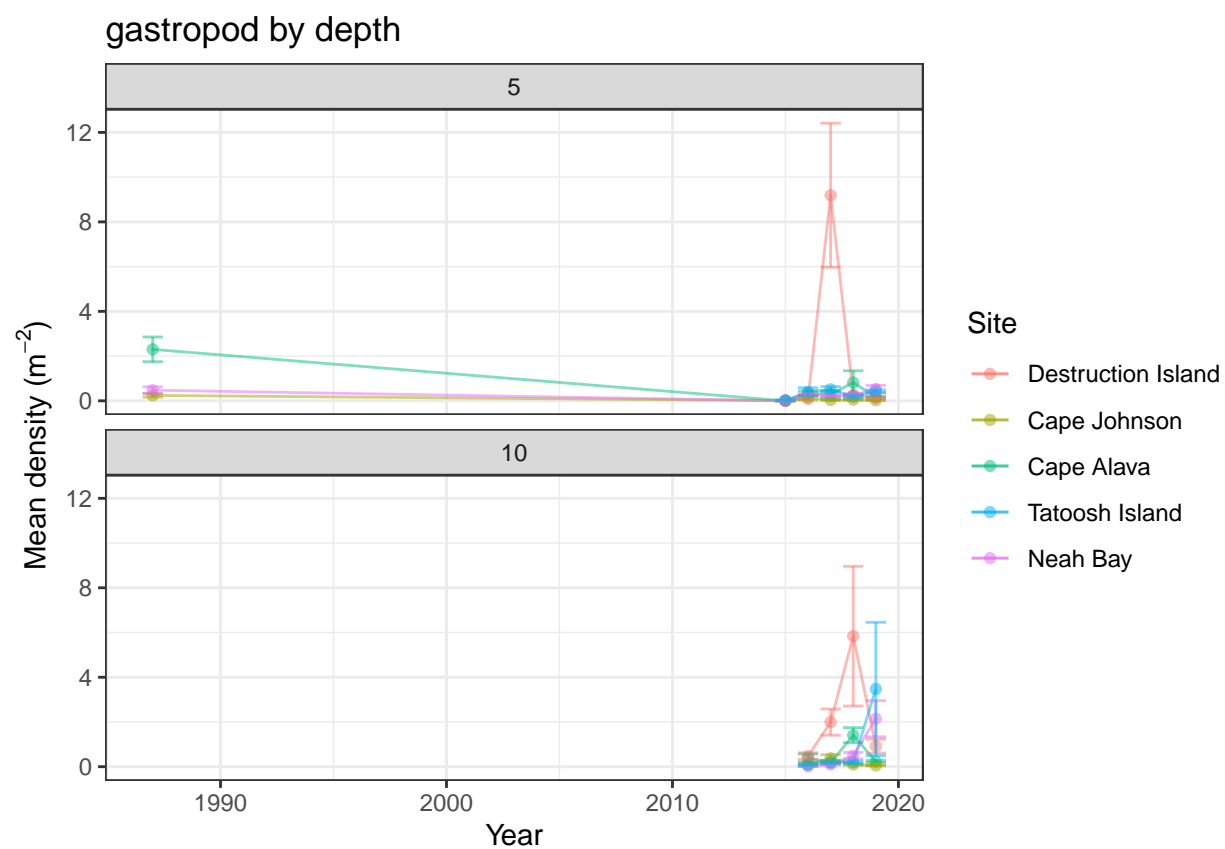 gastropod by depth
5
12
8
4
0
10
12
8
4
0
1990 2000 2010 2020
Year
Mean density (m⁻²)
Site
Destruction Island
Cape Johnson
Cape Alava
Tatoosh Island
Neah Bay